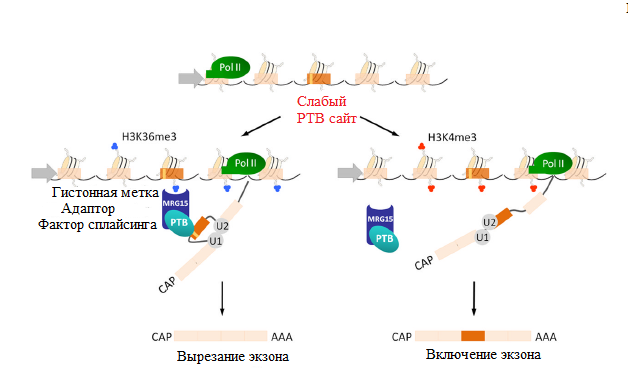 Pol II
Слабый
PTB сайт
H3K36me3
H3K4me3
Pol II
Pol II
Гистонная метка
Адаптор
Фактор сплайсинга
MRG15
PTB
U2
U1
CAP
MRG15
PTB
U2
U1
CAP
CAP
AAA
Вырезание экзона
CAP
AAA
Включение экзона